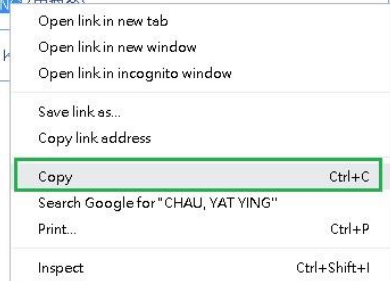 Open link in new tab
Open link in new window
Open link in incognito window
Save link as...
Copy link address
Copy Ctrl+C
Search Google for "CHAU, YAT YING"
Print... Ctrl+P
Inspect Ctrl+Shift+I